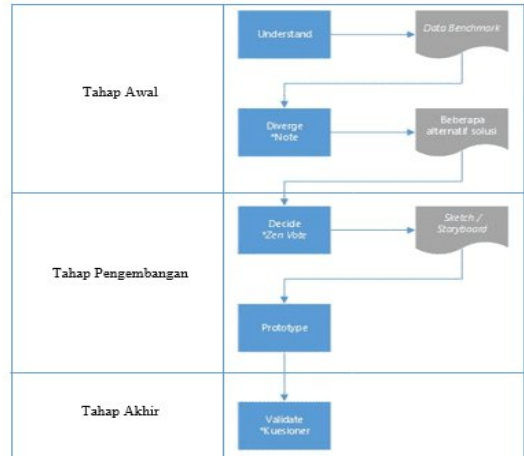 Tahap Awal
Understand
Data Benchmark
Diverge
*Note
Beberapa
alternatif solusi
Tahap Pengembangan
Decide
*Zen Vote
Sketch /
Storyboard
Prototype
Tahap Akhir
Validate
*Kuesioner